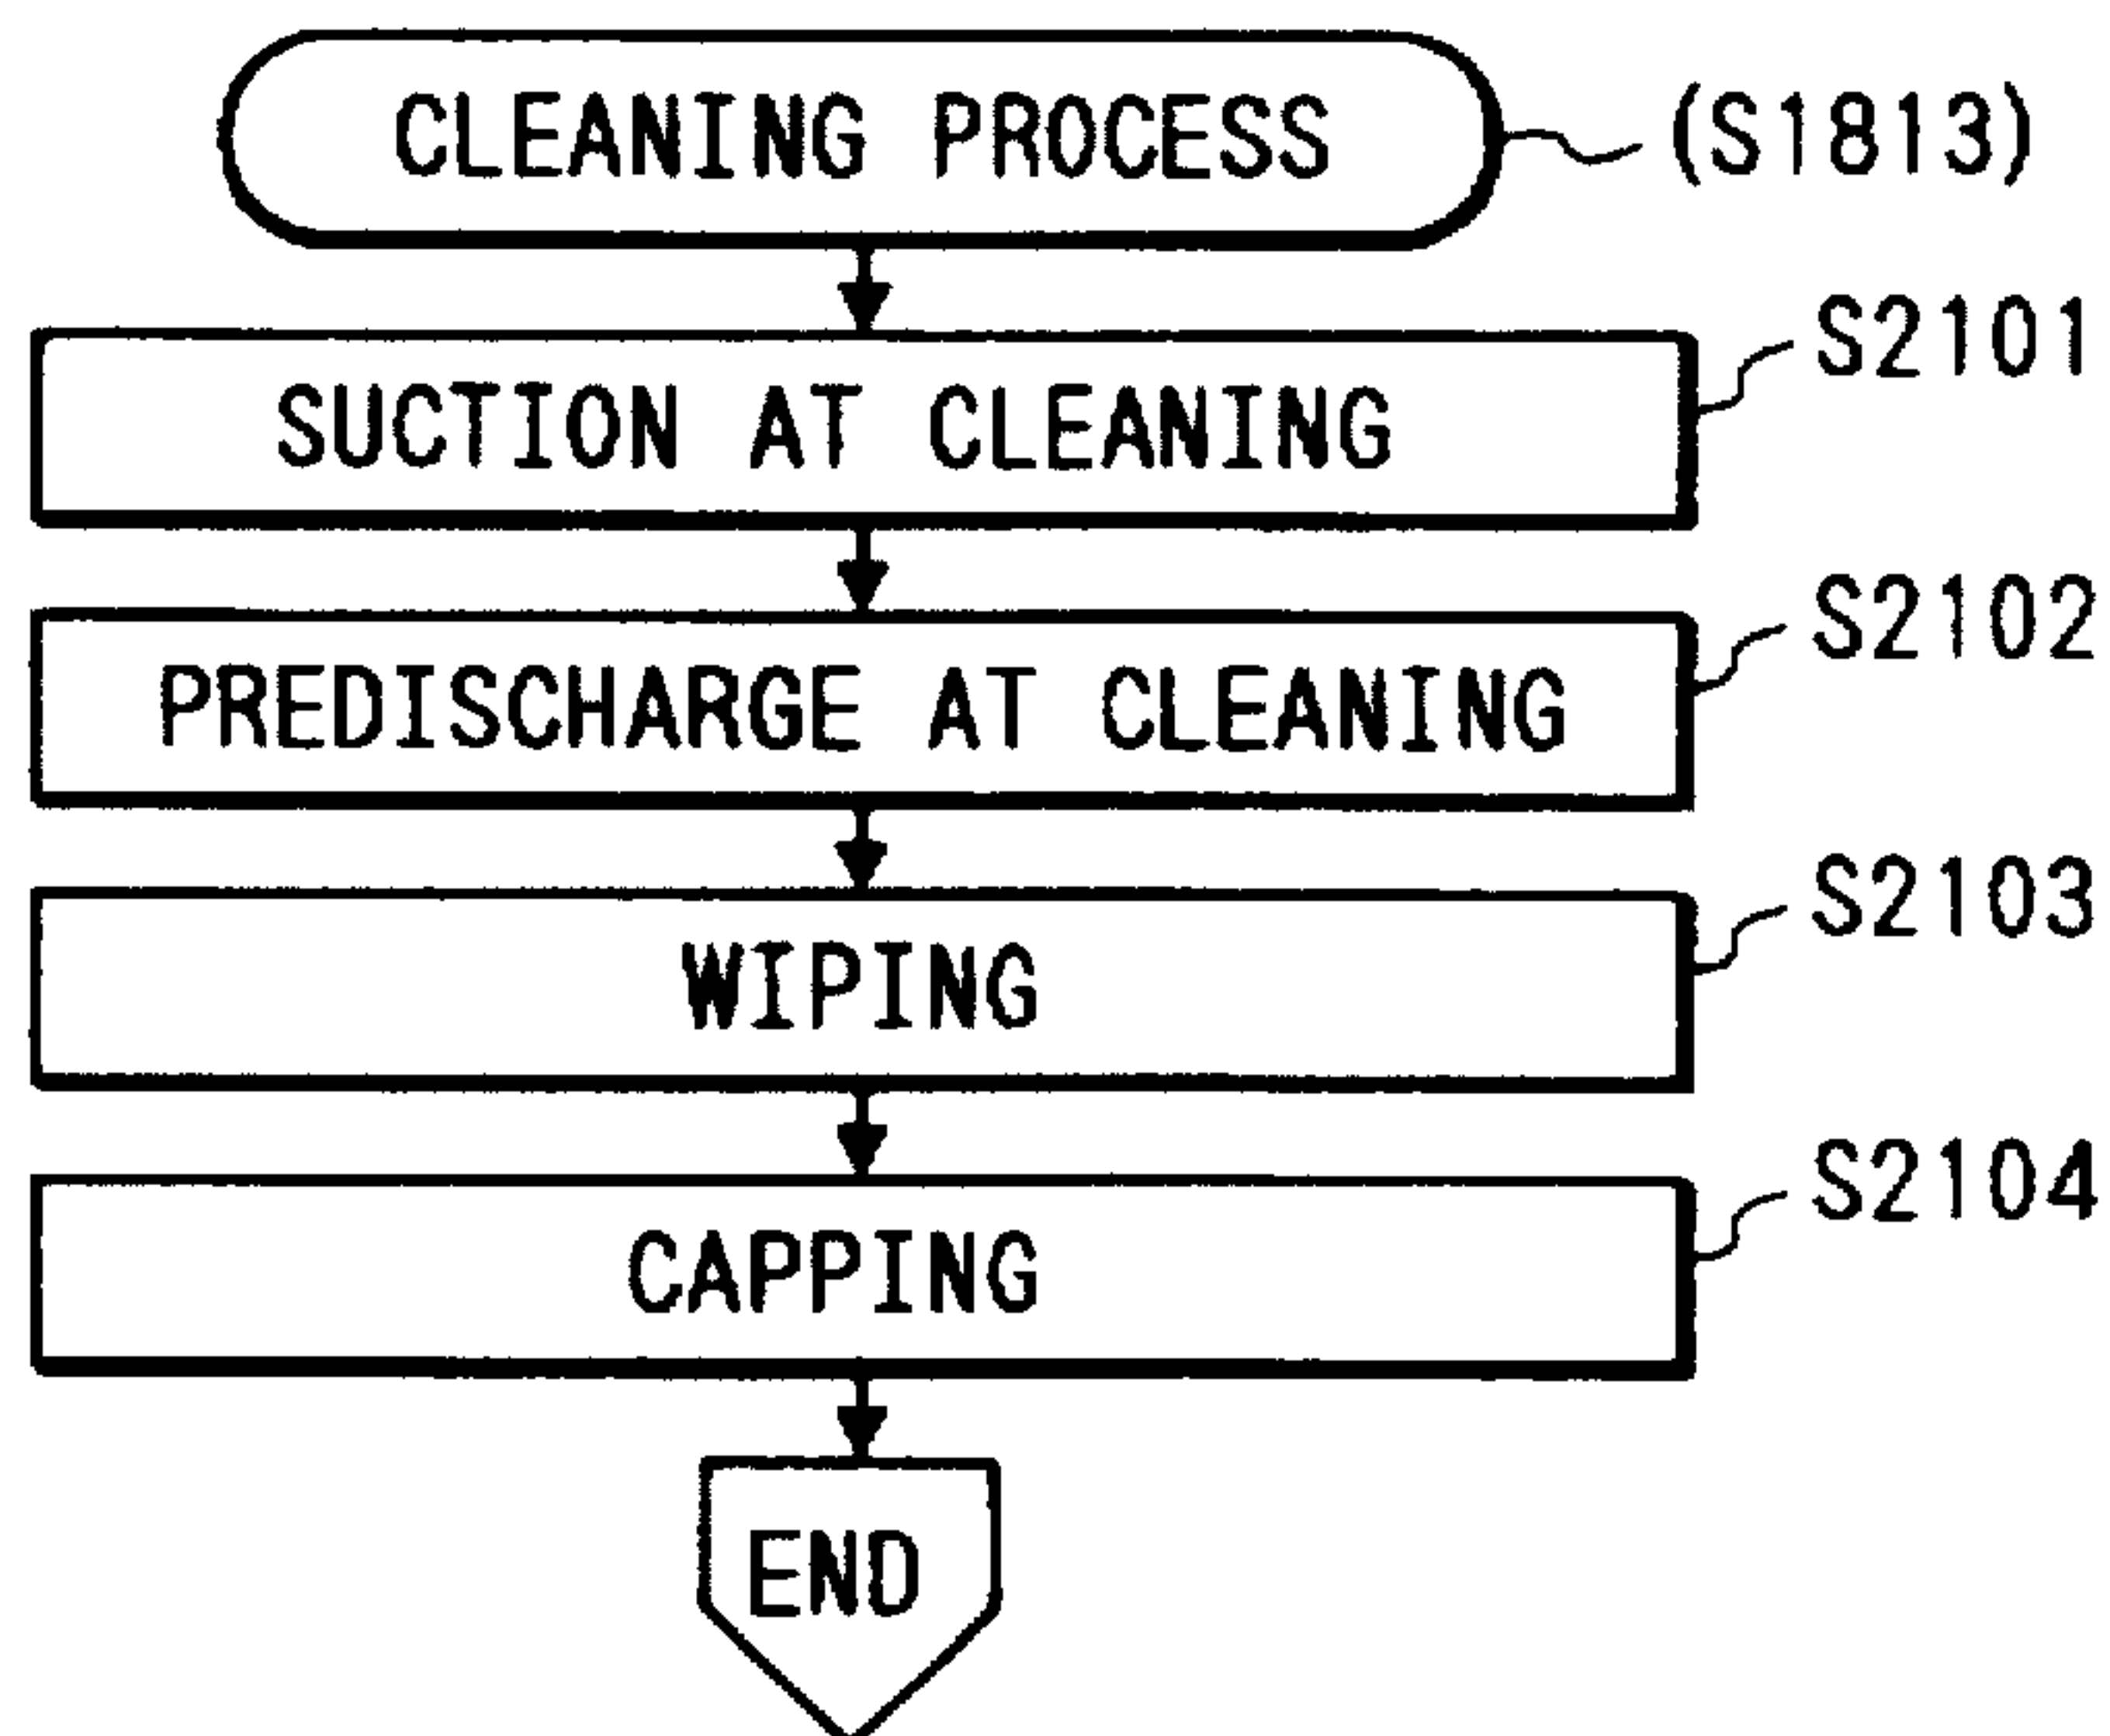 CLEANING PROCESS (S1813)
S2101
SUCTION AT CLEANING
S2102
PREDISCHARGE AT CLEANING
S2103
WIPING
S2104
CAPPING
END